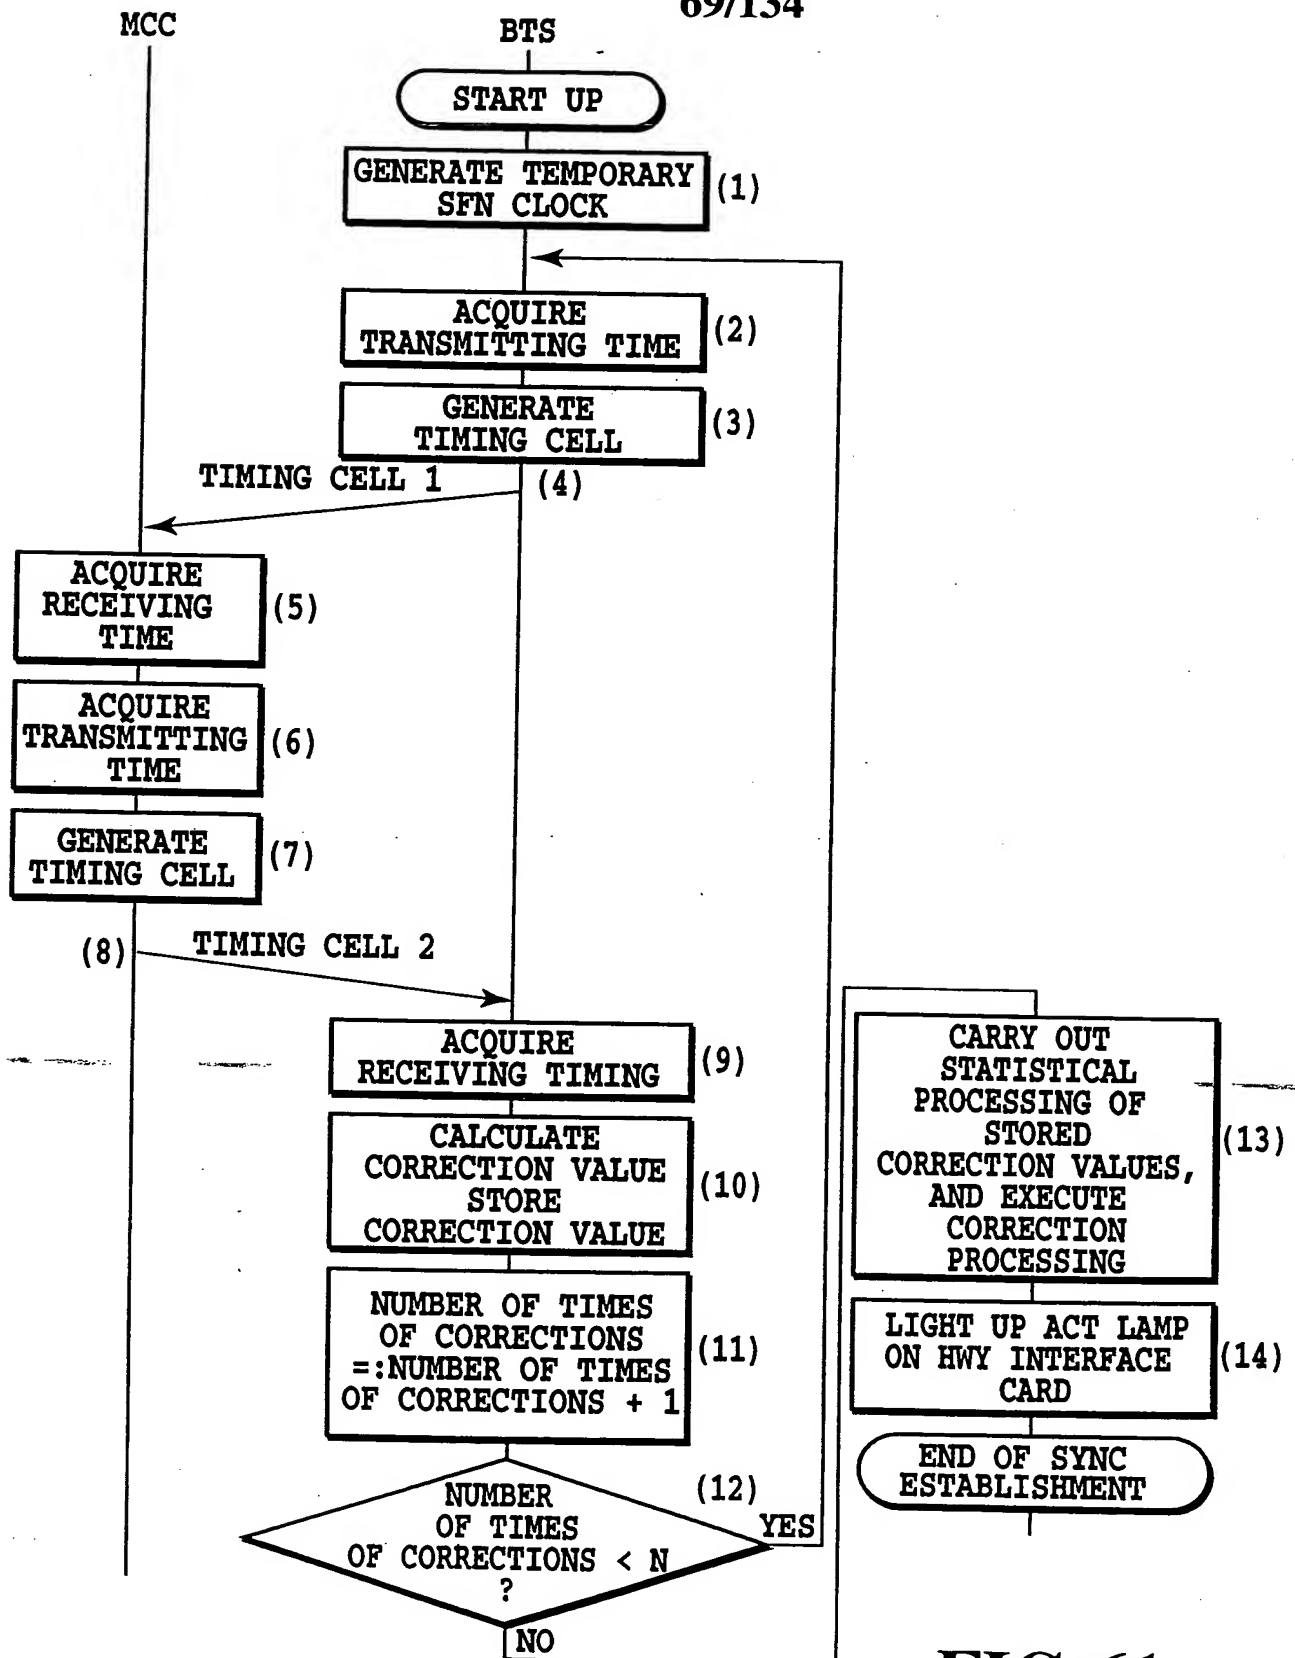 69/134
MCC
BTS
START UP
GENERATE TEMPORARY
SFN CLOCK
(1)
ACQUIRE
TRANSMITTING TIME
(2)
GENERATE
TIMING CELL
(3)
TIMING CELL 1
(4)
ACQUIRE
RECEIVING
TIME
(5)
ACQUIRE
TRANSMITTING
TIME
(6)
GENERATE
TIMING CELL
(7)
(8)
TIMING CELL 2
ACQUIRE
RECEIVING TIMING
(9)
CALCULATE
CORRECTION VALUE
STORE
CORRECTION VALUE
(10)
NUMBER OF TIMES
OF CORRECTIONS
=:NUMBER OF TIMES
OF CORRECTIONS + 1
(11)
NUMBER
OF TIMES
OF CORRECTIONS < N
?
(12)
YES
NO
CARRY OUT
STATISTICAL
PROCESSING OF
STORED
CORRECTION VALUES,
AND EXECUTE
CORRECTION
PROCESSING
(13)
LIGHT UP ACT LAMP
ON HWY INTERFACE
CARD
(14)
END OF SYNC
ESTABLISHMENT
FIG. 61